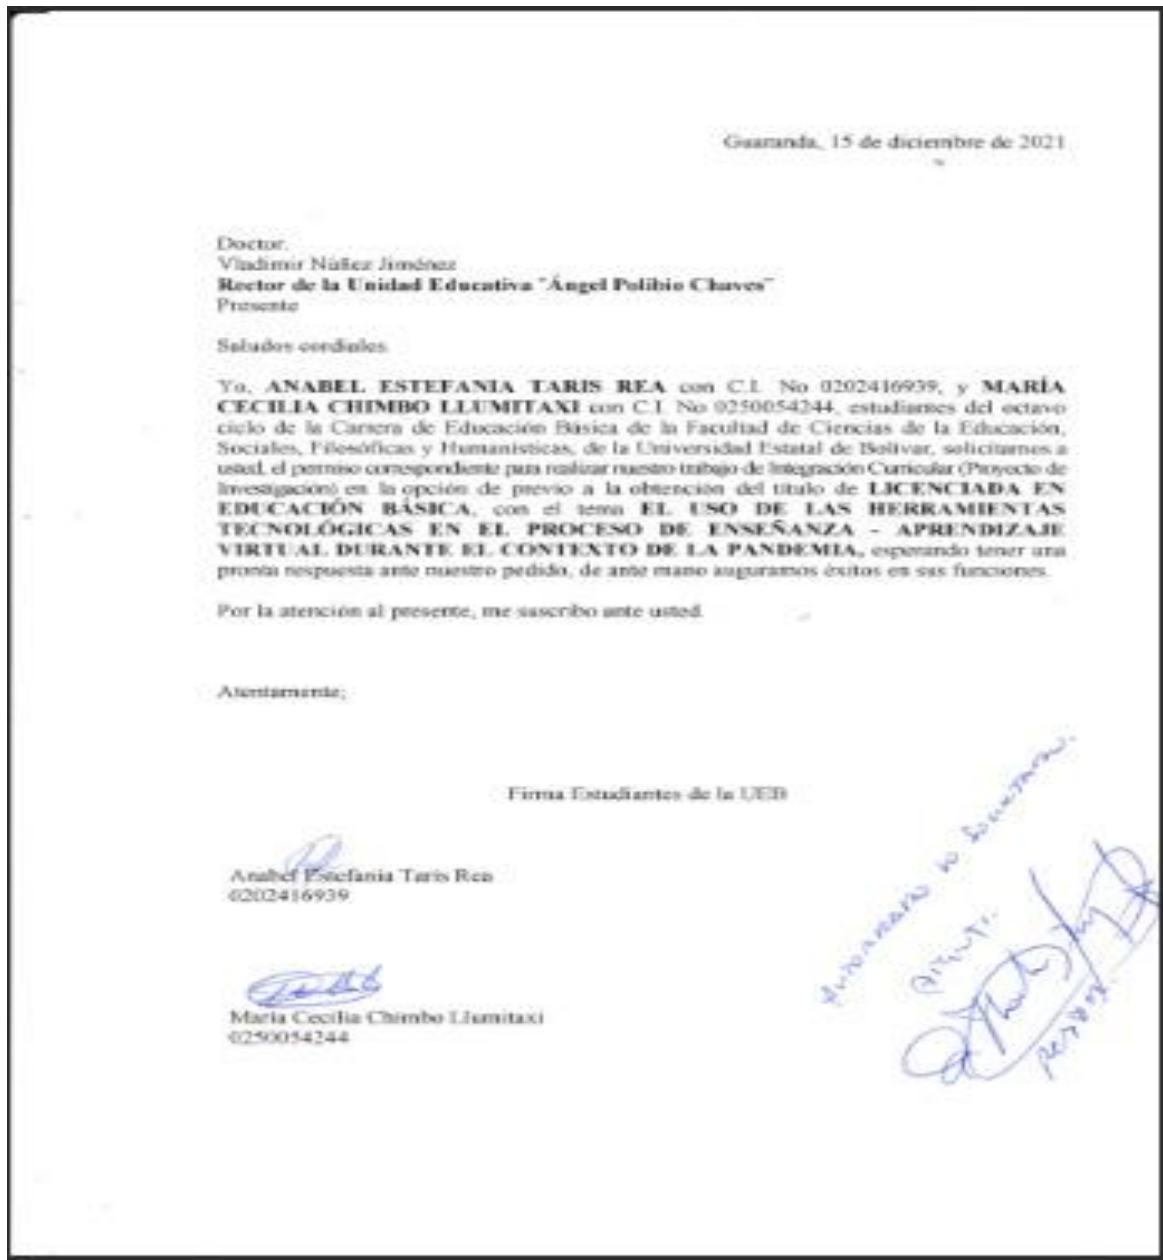 Guaranda, 15 de diciembre de 2021
Doctor.
Vladimir Núñez Jiménez
Rector de la Unidad Educativa "Ángel Polibio Chaves"
Presente
Saludos cordiales.
Yo, ANABEL ESTEFANIA TARIS REA con C.I. No 0202416939, y MARÍA
CECILIA CHIMBO LLUMITAXI con C.I. No 0250054244, estudiantes del octavo
ciclo de la Carrera de Educación Básica de la Facultad de Ciencias de la Educación,
Sociales, Filosóficas y Humanísticas, de la Universidad Estatal de Bolívar, solicitamos a
usted, el permiso correspondiente para realizar nuestro trabajo de Integración Curricular (Proyecto de
Investigación) en la opción de previo a la obtención del título de LICENCIADA EN
EDUCACIÓN BÁSICA, con el tema EL USO DE LAS HERRAMIENTAS
TECNOLÓGICAS EN EL PROCESO DE ENSEÑANZA - APRENDIZAJE
VIRTUAL DURANTE EL CONTEXTO DE LA PANDEMIA, esperando tener una
pronta respuesta ante nuestro pedido, de ante mano auguramos éxitos en sus funciones.
Por la atención al presente, me suscribo ante usted.
Atentamente;
Firma Estudiantes de la UEB
Anabel Estefania Taris Rea
0202416939
María Cecilia Chimbo Llumitaxi
0250054244